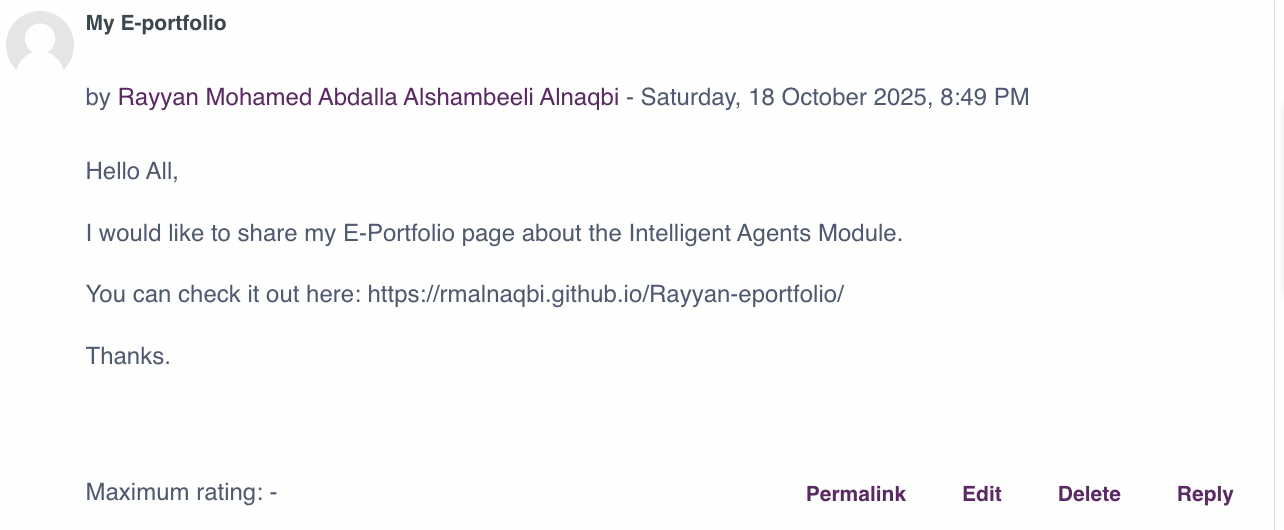 My E-portfolio
by Rayyan Mohamed Abdalla Alshambeeli Alnaqbi - Saturday, 18 October 2025, 8:49 PM
Hello All,
I would like to share my E-Portfolio page about the Intelligent Agents Module.
You can check it out here: https://rmalnaqbi.github.io/Rayyan-eportfolio/
Thanks.
Maximum rating: -
Permalink Edit Delete Reply